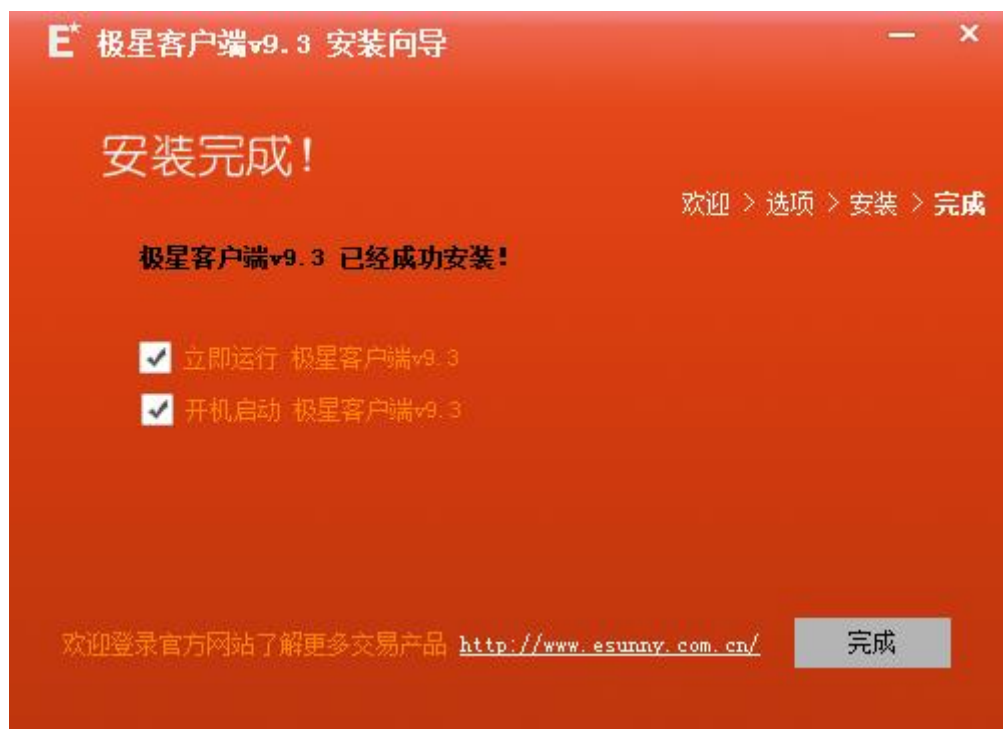 E* 极星客户端v9.3 安装向导
安装完成!
欢迎 > 选项 > 安装 > 完成
极星客户端v9.3 已经成功安装!
立即运行 极星客户端v9.3
开机启动 极星客户端v9.3
欢迎登录官方网站了解更多交易产品 http://www.esunny.com.cn/ 完成